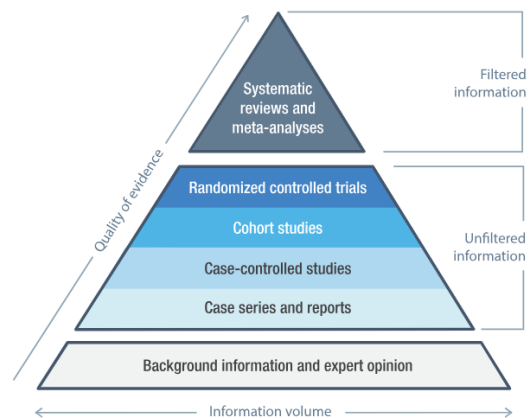 Systematic
reviews and
meta-analyses
Filtered
information
Quality of evidence
Randomized controlled trials
Cohort studies
Unfiltered
information
Case-controlled studies
Case series and reports
Background information and expert opinion
Information volume